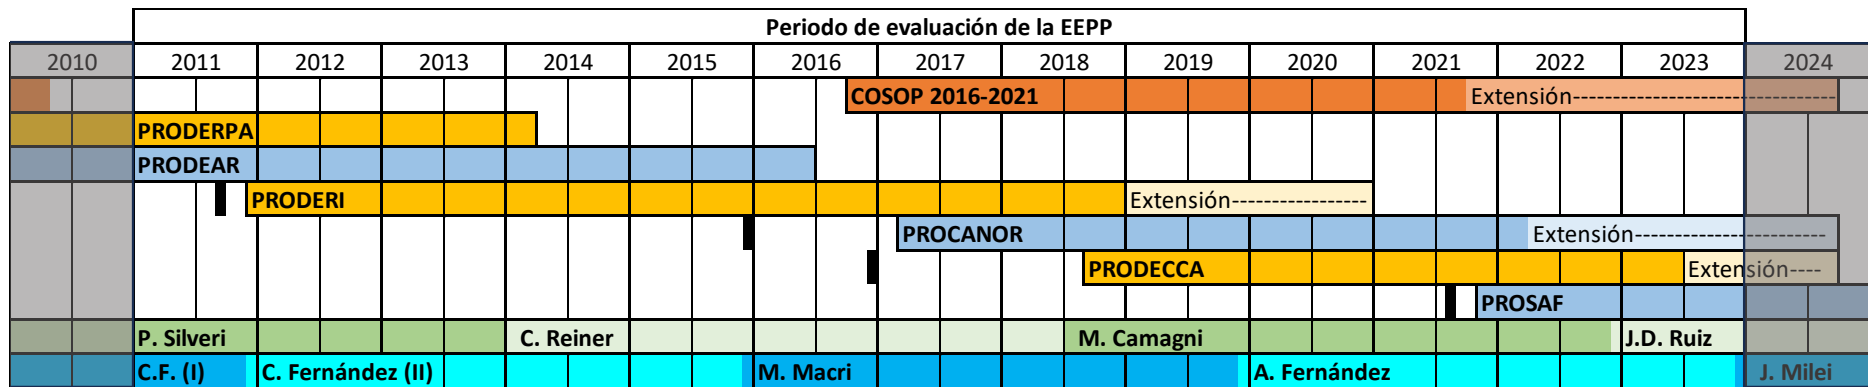 Periodo de evaluación de la EEPP
2010 2011 2012 2013 2014 2015 2016 2017 2018 2019 2020 2021 2022 2023 2024
COSOP 2016-2021 Extensión--------------------------------
PRODERPA
PRODEAR
PRODERI Extensión-----------------
PROCANOR Extensión------------------------
PRODECCA Extensión----
PROSAF
P. Silveri C. Reiner M. Camagni J.D. Ruiz
C.F. (I) C. Fernández (II) M. Macri A. Fernández J. Milei